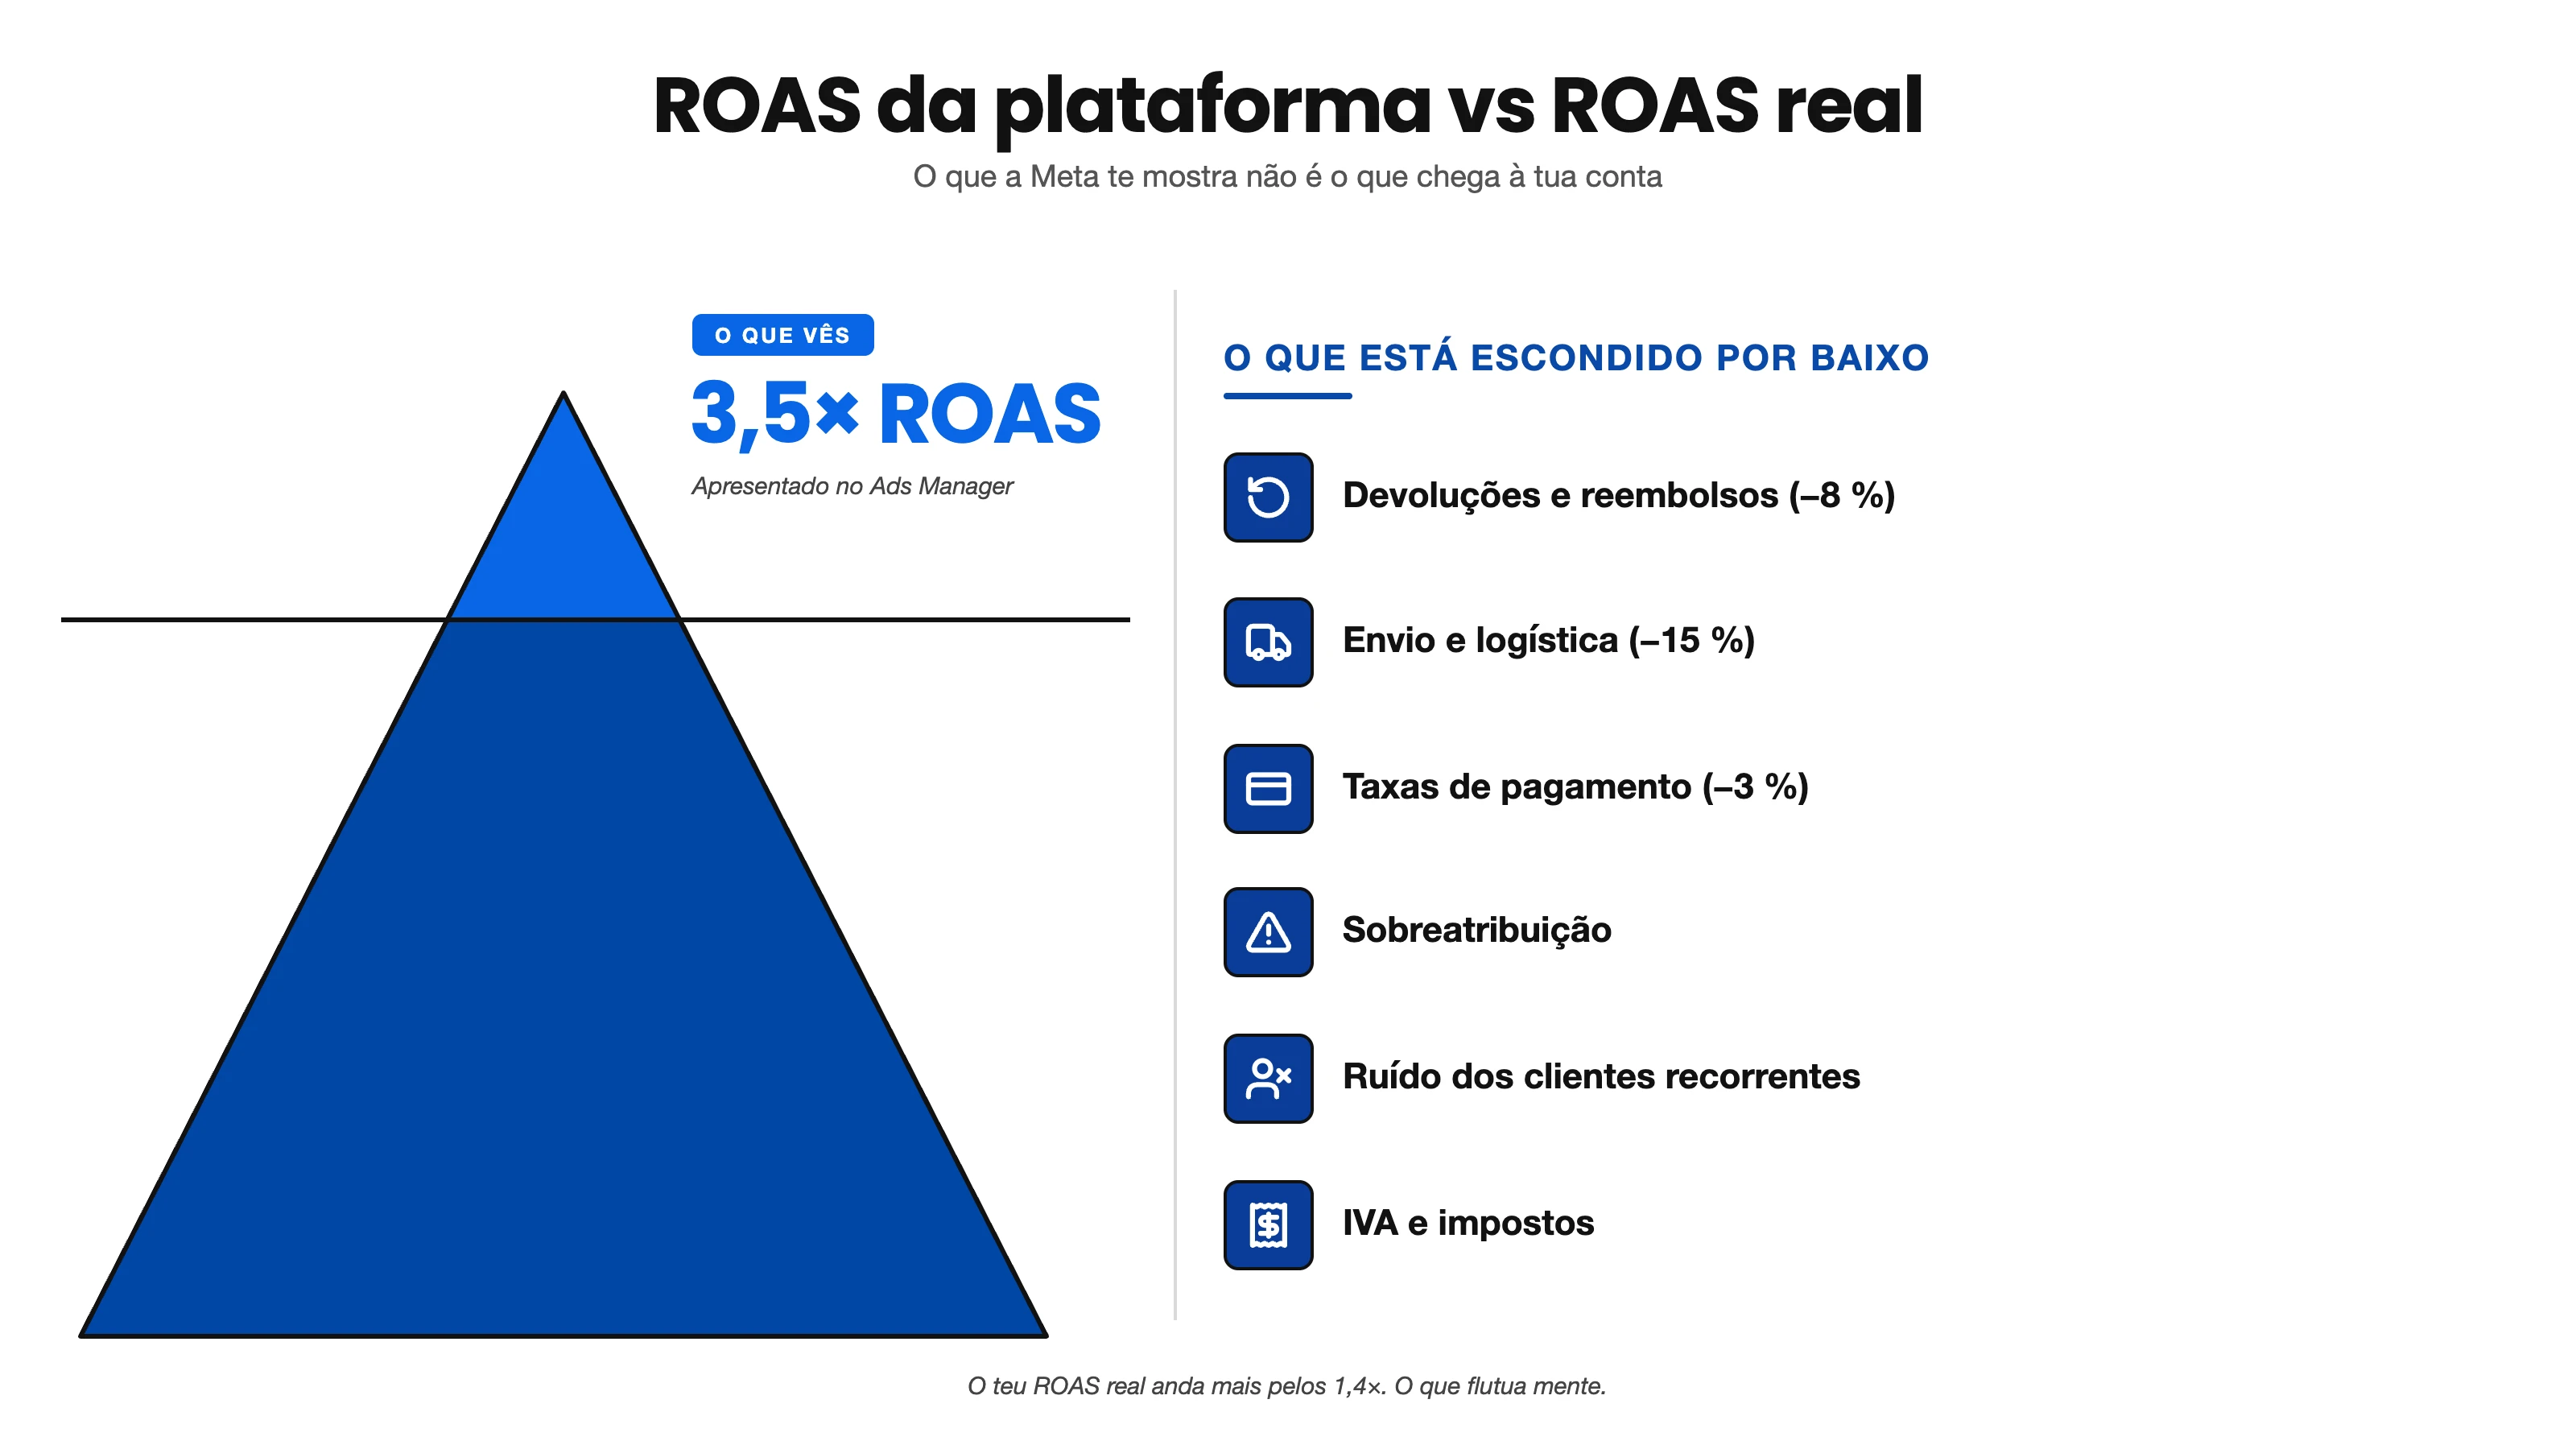 ROAS da plataforma vs ROAS real
O que a Meta te mostra não é o que chega à tua conta
O QUE VÊS
3,5× ROAS
Apresentado no Ads Manager
O QUE ESTÁ ESCONDIDO POR BAIXO
Devoluções e reembolsos (–8 %)
Envio e logística (–15 %)
Taxas de pagamento (–3 %)
Sobreatribuição
Ruído dos clientes recorrentes
IVA e impostos
O teu ROAS real anda mais pelos 1,4×. O que flutua mente.